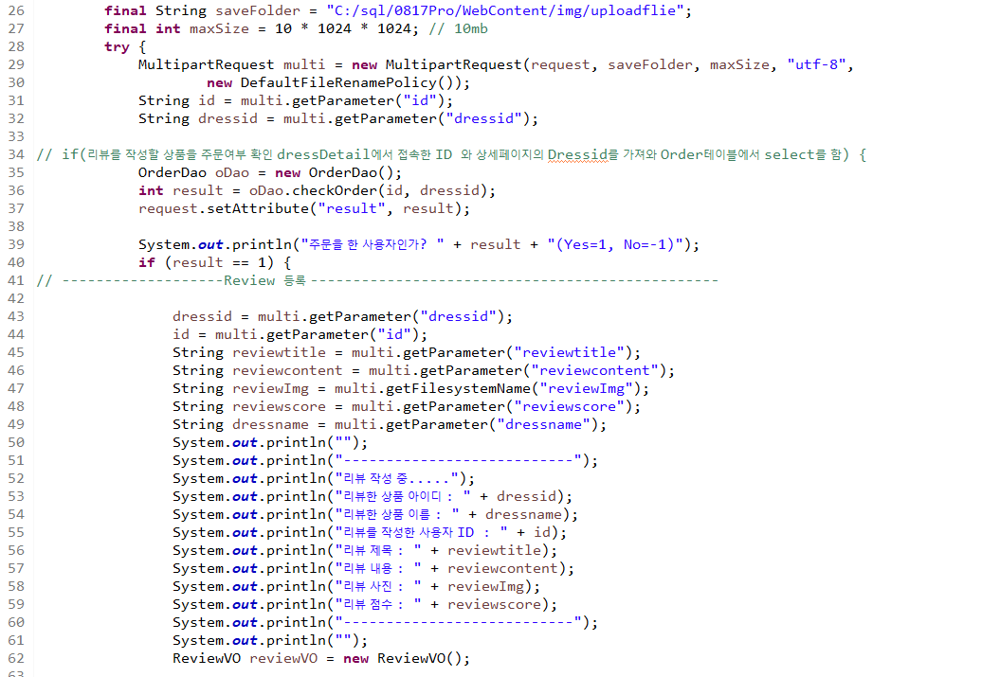 26 final String saveFolder = "C:/sql/0817Pro/WebContent/img/uploadflie";
27 final int maxSize = 10 * 1024 * 1024; // 10mb
28 try {
29 MultipartRequest multi = new MultipartRequest(request, saveFolder, maxSize, "utf-8",
30 new DefaultFileRenamePolicy());
31 String id = multi.getParameter("id");
32 String dressid = multi.getParameter("dressid");
33
34 // if(리뷰를 작성할 상품을 주문여부 확인 dressDetail에서 접속한 ID 와 상세페이지의 Dressid를 가져와 Order테이블에서 select를 함) {
35 OrderDao oDao = new OrderDao();
36 int result = oDao.checkOrder(id, dressid);
37 request.setAttribute("result", result);
38
39 System.out.println("주문을 한 사용자인가? " + result + "(Yes=1, No=-1)");
40 if (result == 1) {
41 // -------------------Review 등록------------------------------------------------
42
43 dressid = multi.getParameter("dressid");
44 id = multi.getParameter("id");
45 String reviewtitle = multi.getParameter("reviewtitle");
46 String reviewcontent = multi.getParameter("reviewcontent");
47 String reviewImg = multi.getFilesystemName("reviewImg");
48 String reviewscore = multi.getParameter("reviewscore");
49 String dressname = multi.getParameter("dressname");
50 System.out.println("");
51 System.out.println("---------------------------");
52 System.out.println("리뷰 작성 중.....");
53 System.out.println("리뷰한 상품 아이디 : " + dressid);
54 System.out.println("리뷰한 상품 이름 : " + dressname);
55 System.out.println("리뷰를 작성한 사용자 ID : " + id);
56 System.out.println("리뷰 제목 : " + reviewtitle);
57 System.out.println("리뷰 내용 : " + reviewcontent);
58 System.out.println("리뷰 사진 : " + reviewImg);
59 System.out.println("리뷰 점수 : " + reviewscore);
60 System.out.println("---------------------------");
61 System.out.println("");
62 ReviewVO reviewVO = new ReviewVO();
63